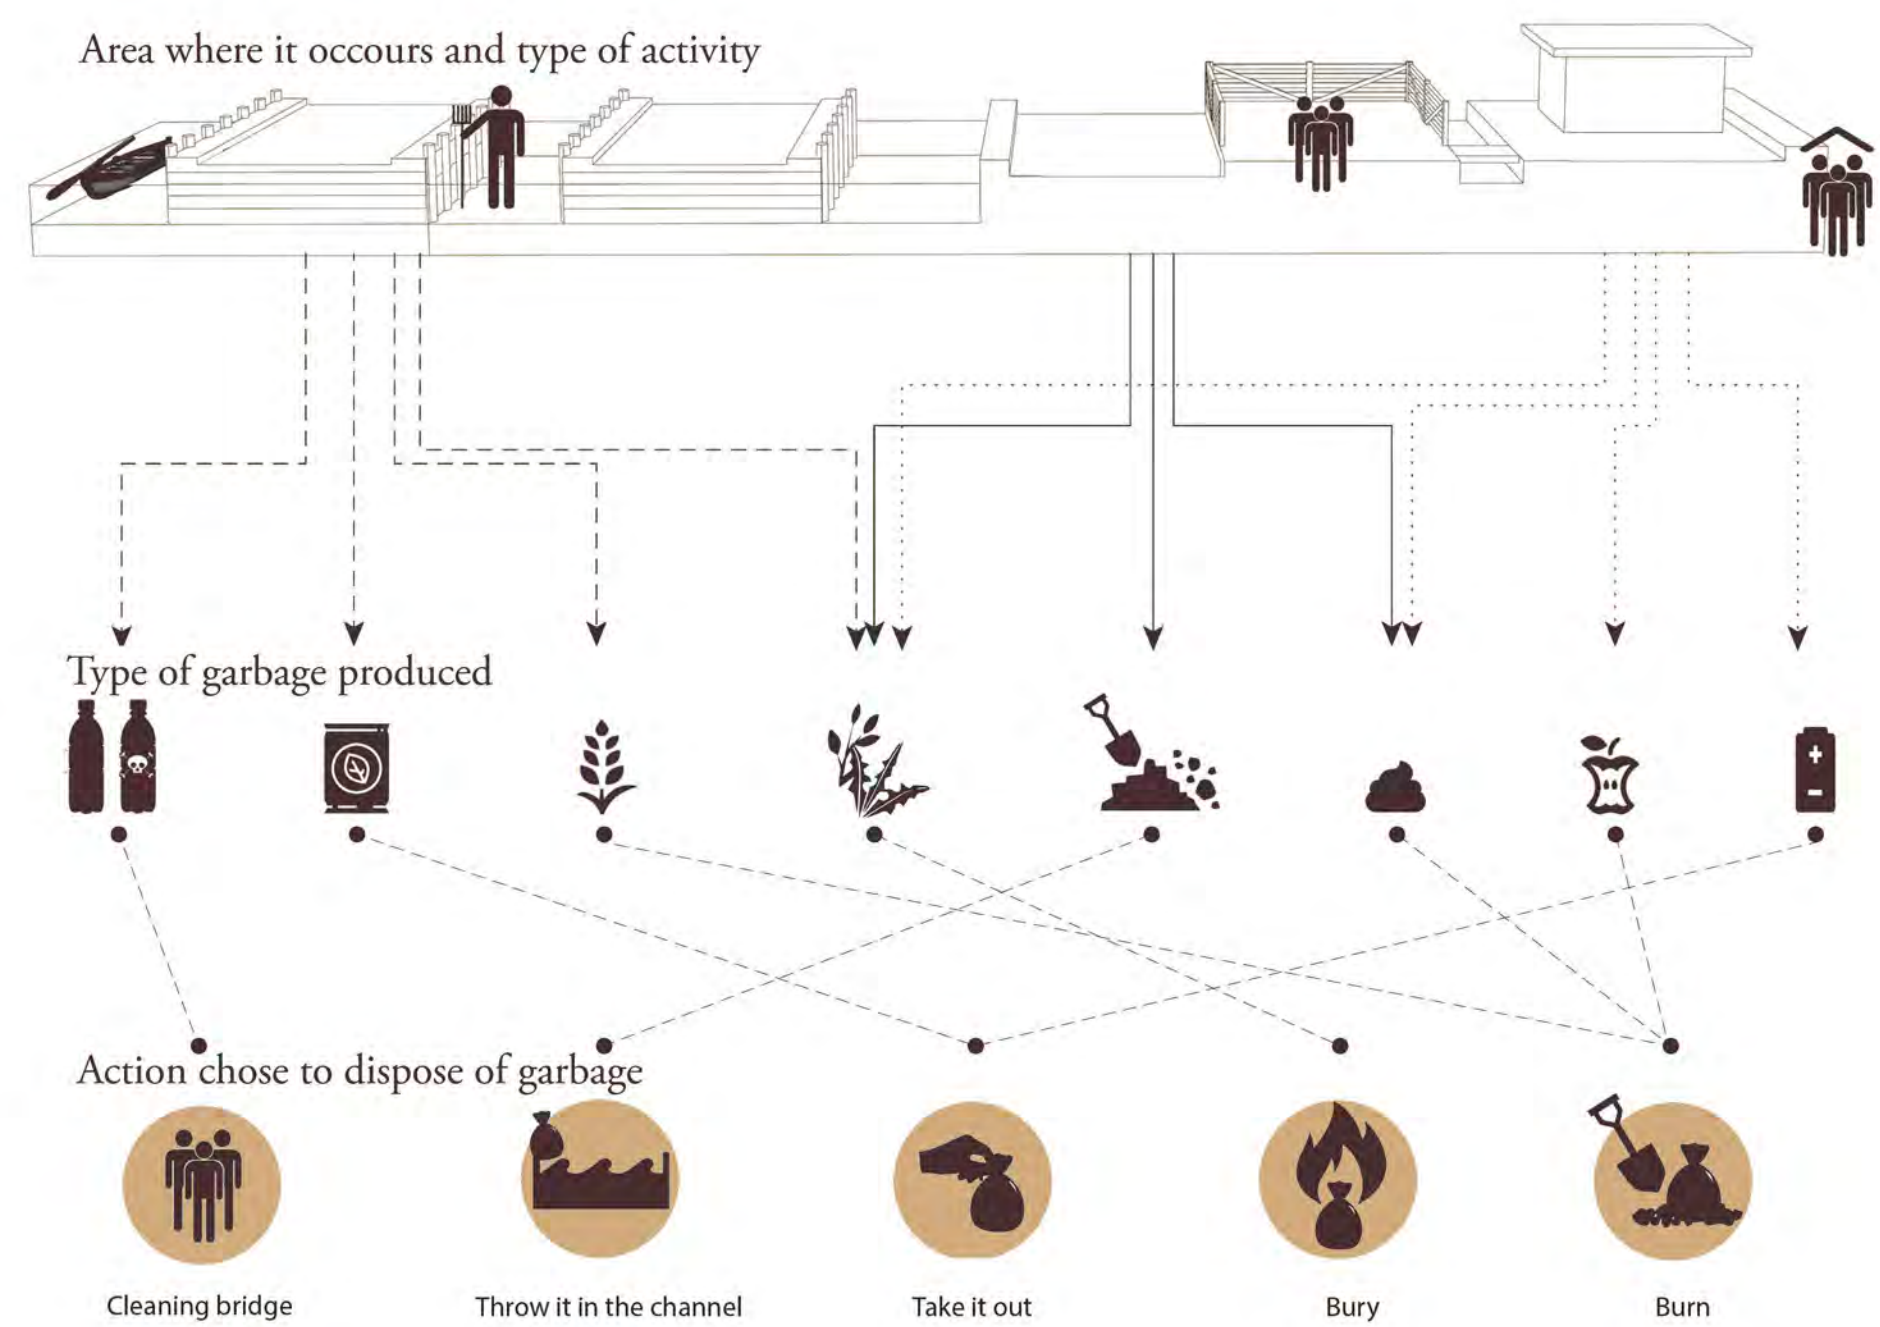 Area where it occours and type of activity
Type of garbage produced
Action chose to dispose of garbage
Cleaning bridge
Throw it in the channel
Take it out
Bury
Burn